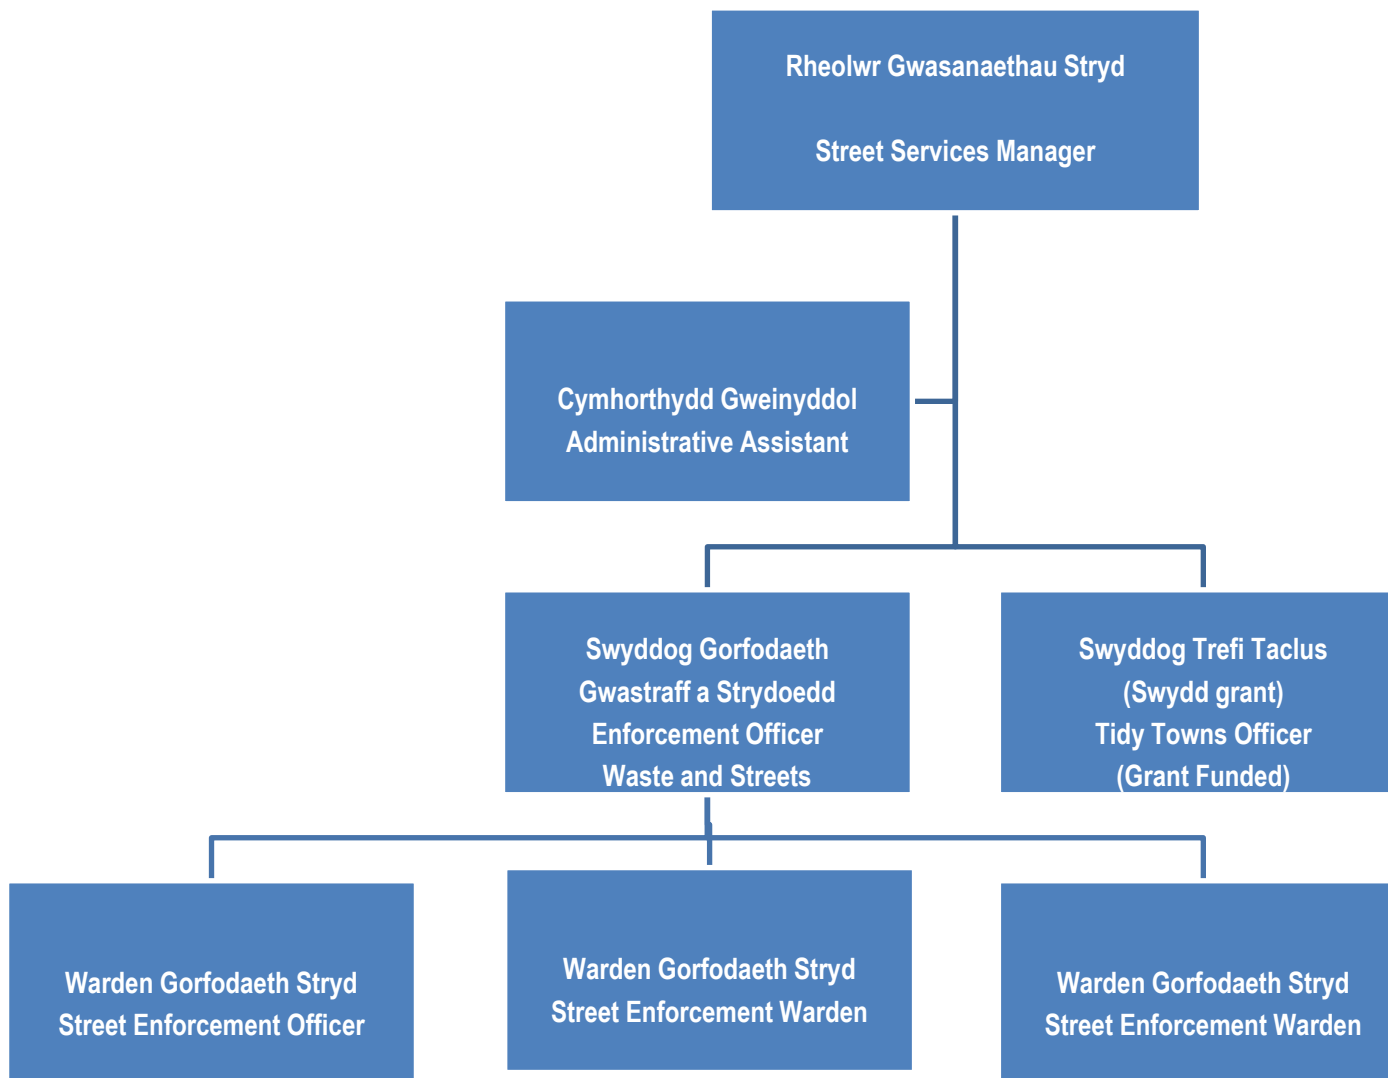 Rheolwr Gwasanaethau Stryd
Street Services Manager
Cymhorthydd Gweinyddol
Administrative Assistant
Swyddog Gorfodaeth
Gwastraff a Strydoedd
Enforcement Officer
Waste and Streets
Swyddog Trefi Taclus
(Swydd grant)
Tidy Towns Officer
(Grant Funded)
Warden Gorfodaeth Stryd
Street Enforcement Officer
Warden Gorfodaeth Stryd
Street Enforcement Warden
Warden Gorfodaeth Stryd
Street Enforcement Warden